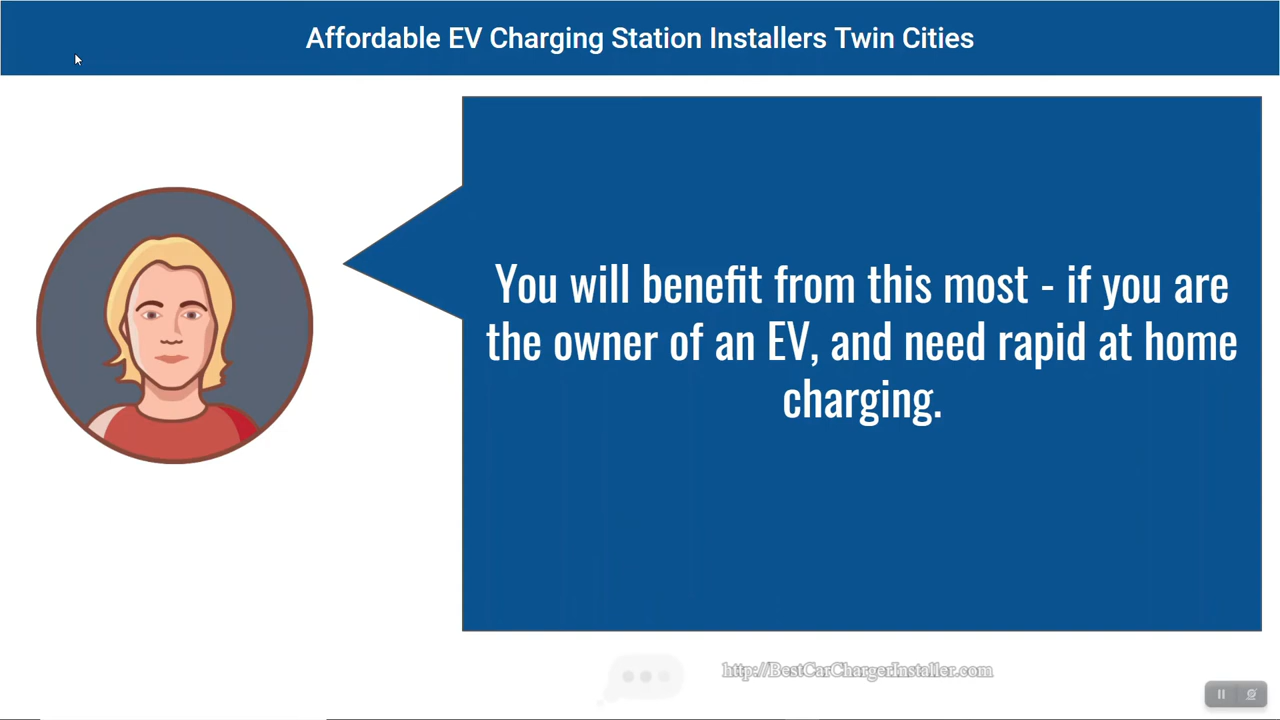 Affordable EV Charging Station Installers Twin Cities
You will benefit from this most - if you are
the owner of an EV, and need rapid at home
charging.
http://BestCarChargerInstaller.com